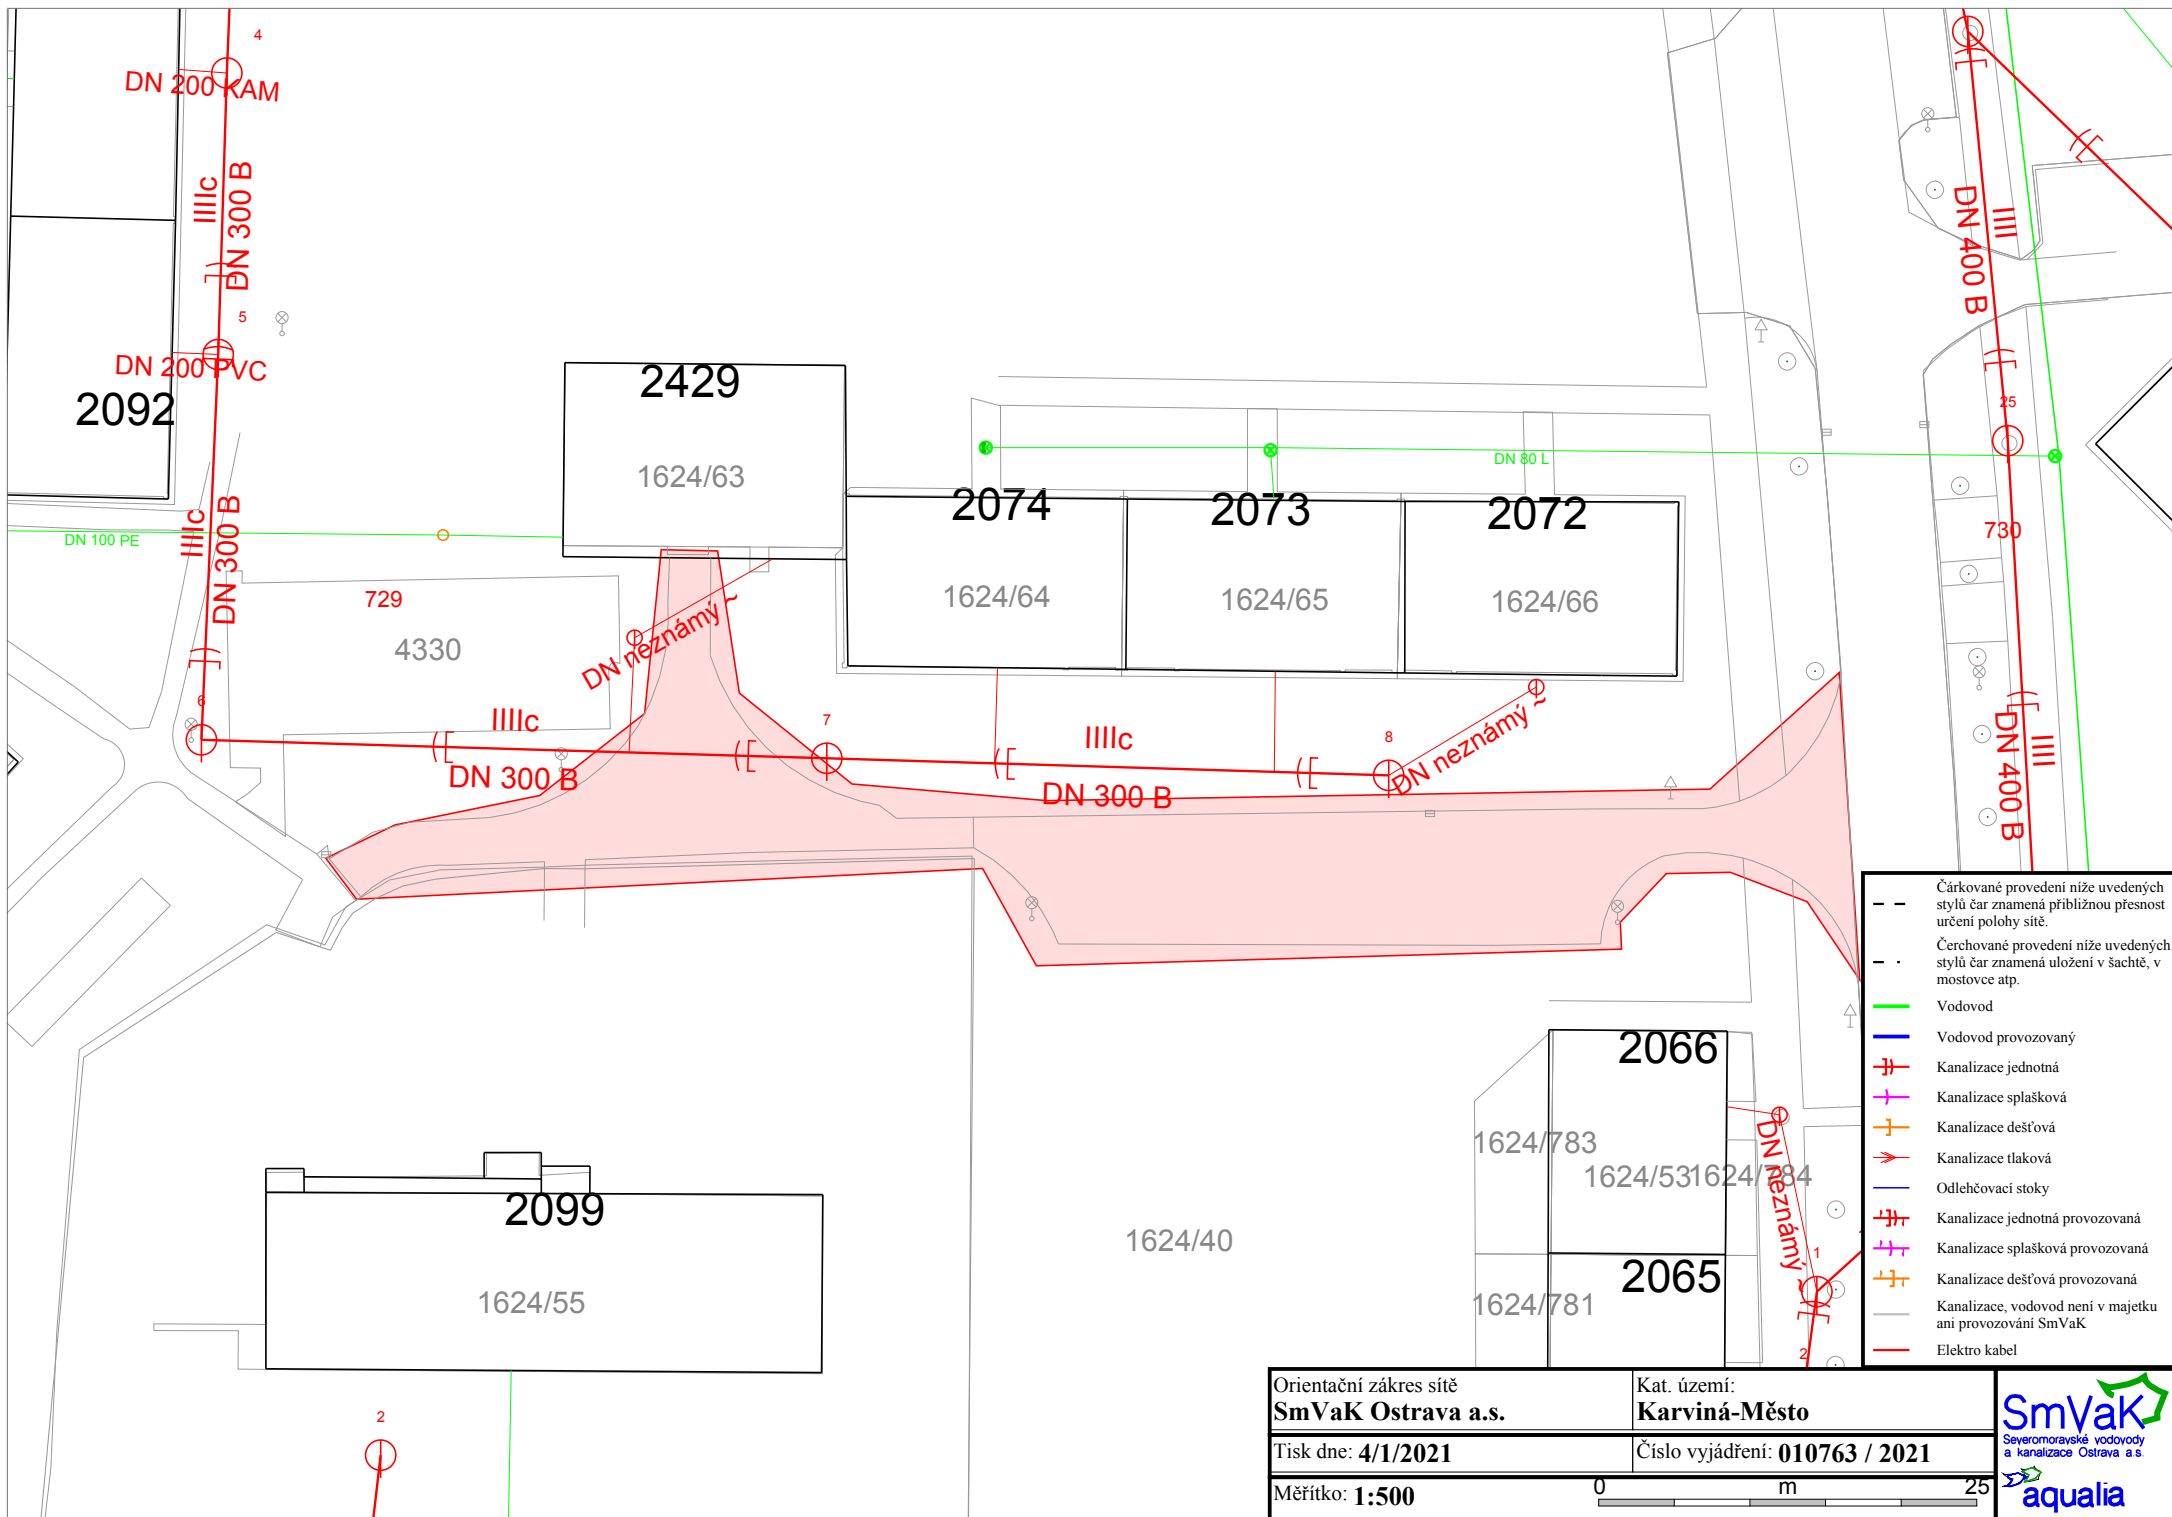 4
DN 200 KAM
IIIIc
DN 300 B
5
DN 200 PVC
2092
IIIIc
DN 300 B
DN 100 PE
6
729
4330
2429
1624/63
DN neznámý ~
IIIIc
DN 300 B
7
2074
2073
2072
1624/64
1624/65
1624/66
DN 80 L
IIIIc
DN 300 B
8
DN neznámý ~
IIII
DN 400 B
25
730
IIII
DN 400 B
2099
1624/55
2
1624/40
2066
1624/783
1624/53
1624/784
2065
1624/781
DN neznámý ~
1
2
Čárkované provedení níže uvedených
stylů čar znamená přibližnou přesnost
určení polohy sítě.
Čerchované provedení níže uvedených
stylů čar znamená uložení v šachtě, v
mostovce atp.
Vodovod
Vodovod provozovaný
Kanalizace jednotná
Kanalizace splašková
Kanalizace dešťová
Kanalizace tlaková
Odlehčovací stoky
Kanalizace jednotná provozovaná
Kanalizace splašková provozovaná
Kanalizace dešťová provozovaná
Kanalizace, vodovod není v majetku
ani provozování SmVaK
Elektro kabel
Orientační zákres sítě
SmVaK Ostrava a.s.
Kat. území:
Karviná-Město
Tisk dne: 4/1/2021
Číslo vyjádření: 010763 / 2021
Měřítko: 1:500
0 m 25
SmVaK
Severomoravské vodovody
a kanalizace Ostrava a.s.
aqualia